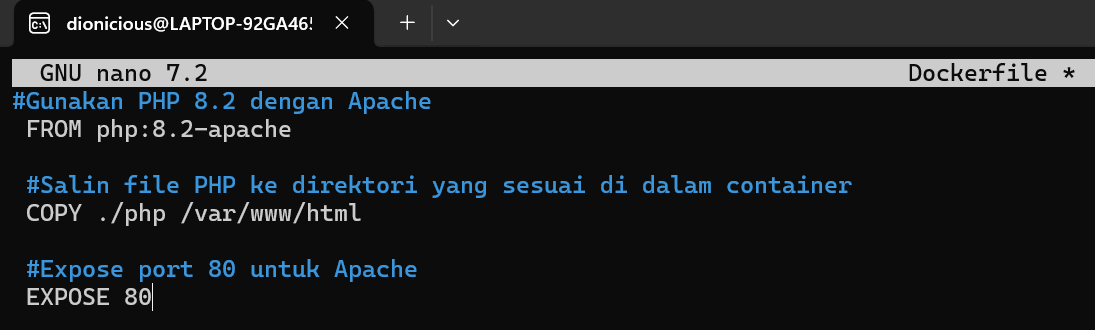 dionicious@LAPTOP-92GA465
GNU nano 7.2 Dockerfile *
#Gunakan PHP 8.2 dengan Apache
FROM php:8.2-apache
#Salin file PHP ke direktori yang sesuai di dalam container
COPY ./php /var/www/html
#Expose port 80 untuk Apache
EXPOSE 80